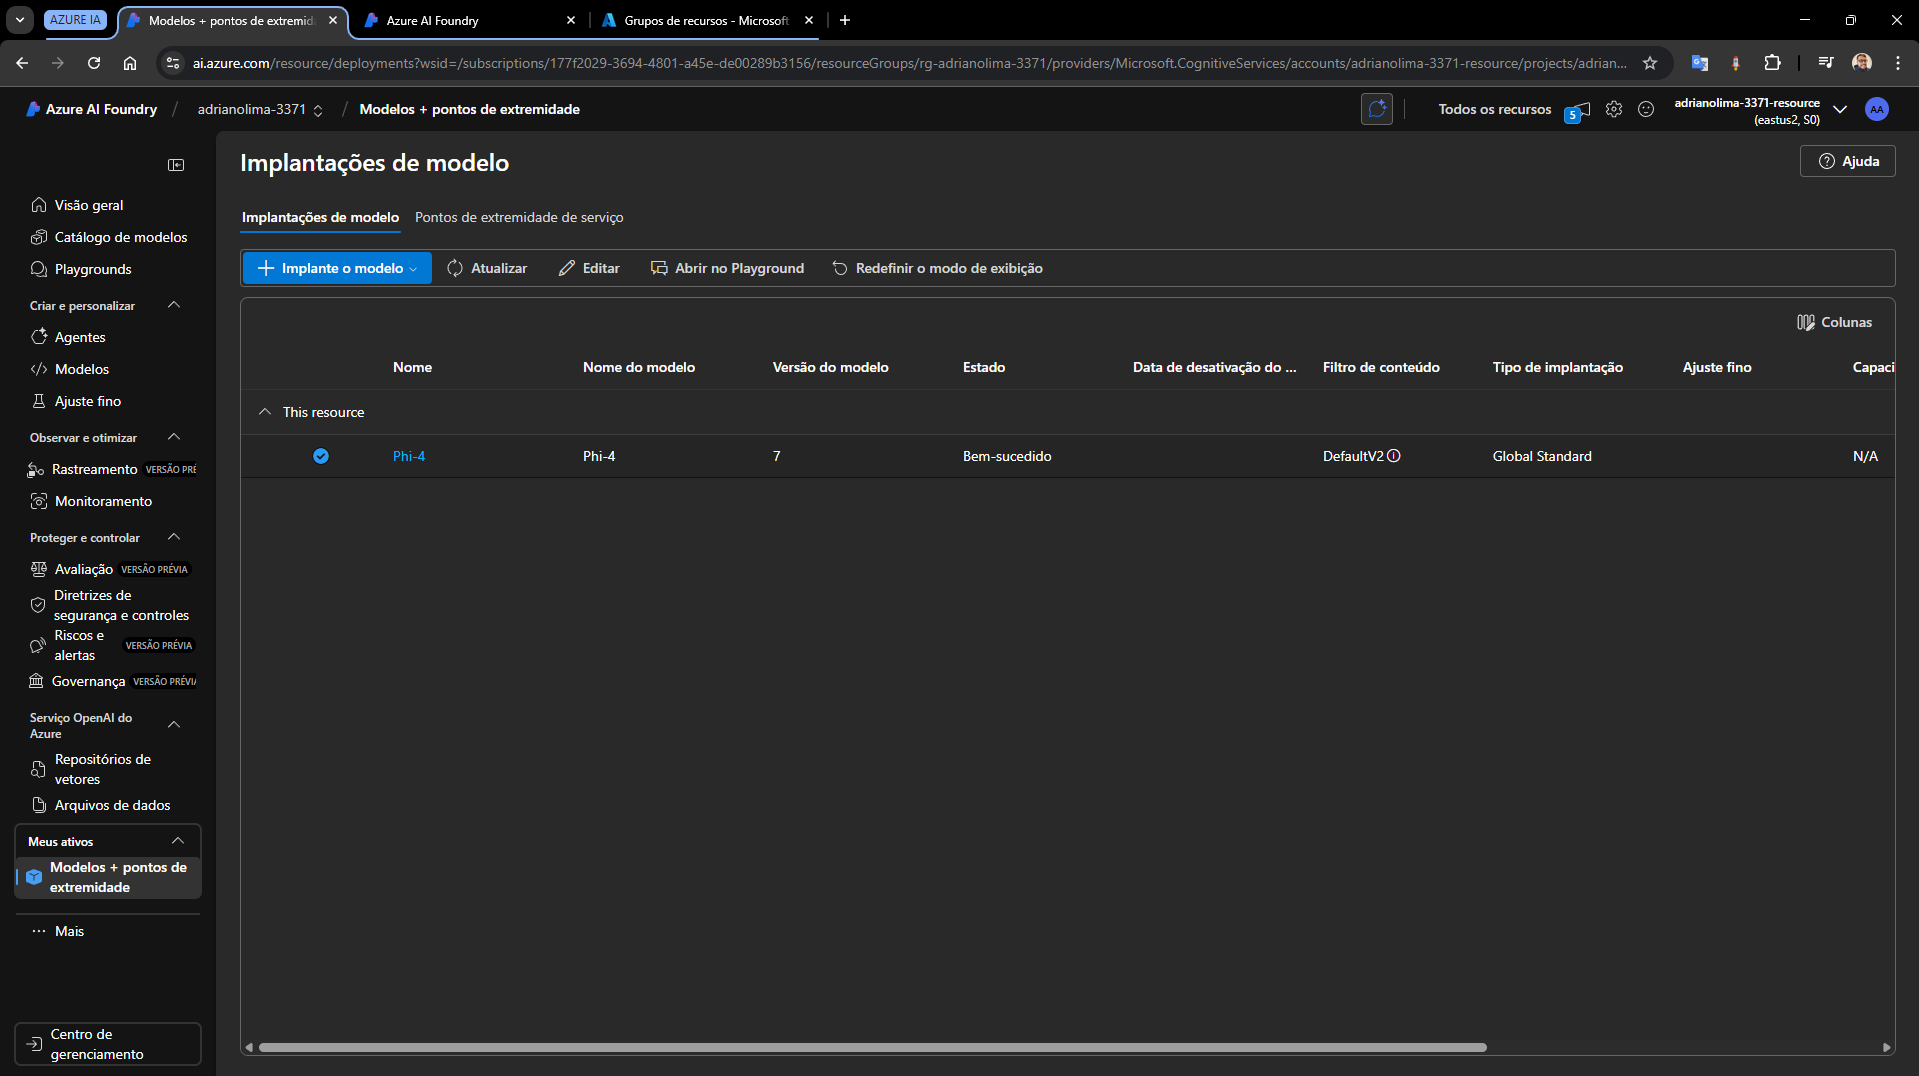 AZURE IA
Modelos + pontos de extremid
Azure AI Foundry
Grupos de recursos - Microsoft
ai.azure.com/resource/deployments?wsid=/subscriptions/177f2029-3694-4801-a45e-de00289b3156/resourceGroups/rg-adrianolima-3371/providers/Microsoft.CognitiveServices/accounts/adrianolima-3371-resource/projects/adrian...
Azure AI Foundry / adrianolima-3371 / Modelos + pontos de extremidade
Todos os recursos
5
adrianolima-3371-resource
(eastus2, S0)
AA
Implantações de modelo
Ajuda
Implantações de modelo
Pontos de extremidade de serviço
Implante o modelo
Atualizar
Editar
Abrir no Playground
Redefinir o modo de exibição
Colunas
Nome
Nome do modelo
Versão do modelo
Estado
Data de desativação do ...
Filtro de conteúdo
Tipo de implantação
Ajuste fino
Capaci
This resource
Phi-4
Phi-4
7
Bem-sucedido
DefaultV2
Global Standard
N/A
Visão geral
Catálogo de modelos
Playgrounds
Criar e personalizar
Agentes
Modelos
Ajuste fino
Observar e otimizar
Rastreamento VERSÃO PRÉ
Monitoramento
Proteger e controlar
Avaliação VERSÃO PRÉVIA
Diretrizes de
segurança e controles
Riscos e
alertas
VERSÃO PRÉVIA
Governança VERSÃO PRÉVIA
Serviço OpenAI do
Azure
Repositórios de
vetores
Arquivos de dados
Meus ativos
Modelos + pontos de
extremidade
Mais
Centro de
gerenciamento